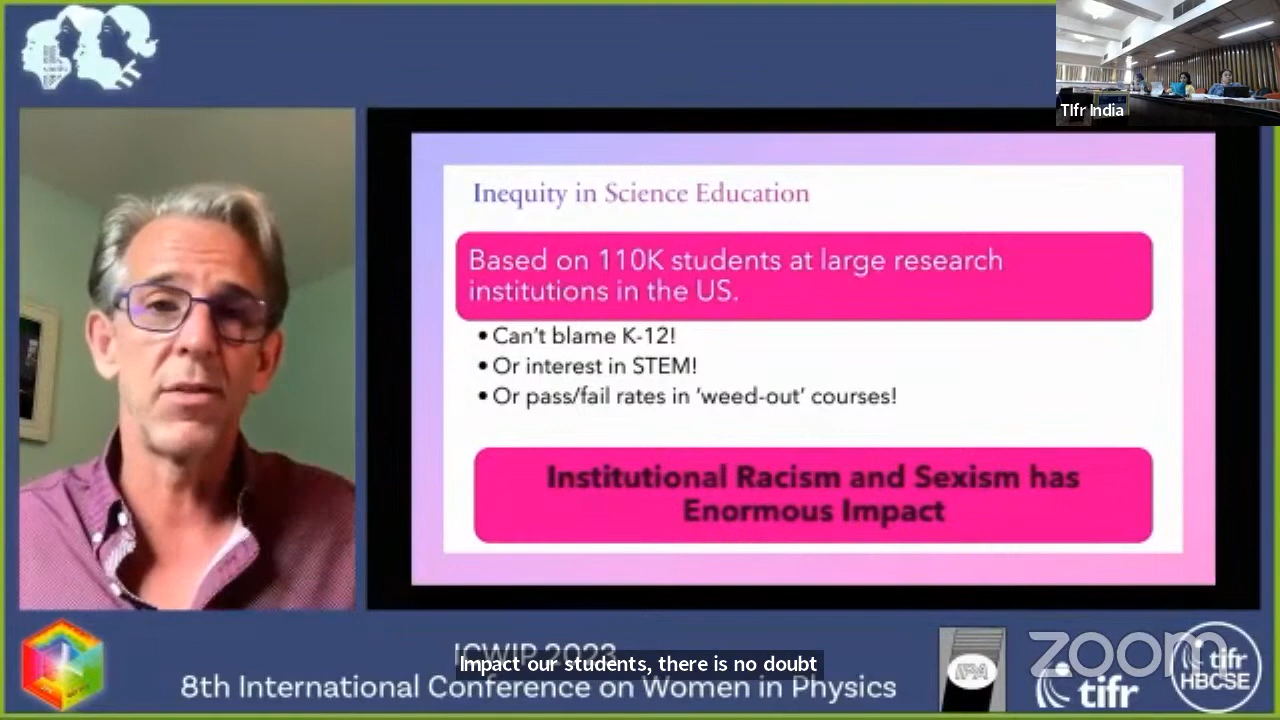 TIfr India
Inequity in Science Education
Based on 110K students at large research
institutions in the US.
• Can't blame K-12!
• Or interest in STEM!
• Or pass/fail rates in 'weed-out' courses!
Institutional Racism and Sexism has
Enormous Impact
ICWIP 2023
Impact our students, there is no doubt
8th International Conference on Women in Physics
IPA
tifr
zoom
tifr
HBCSE